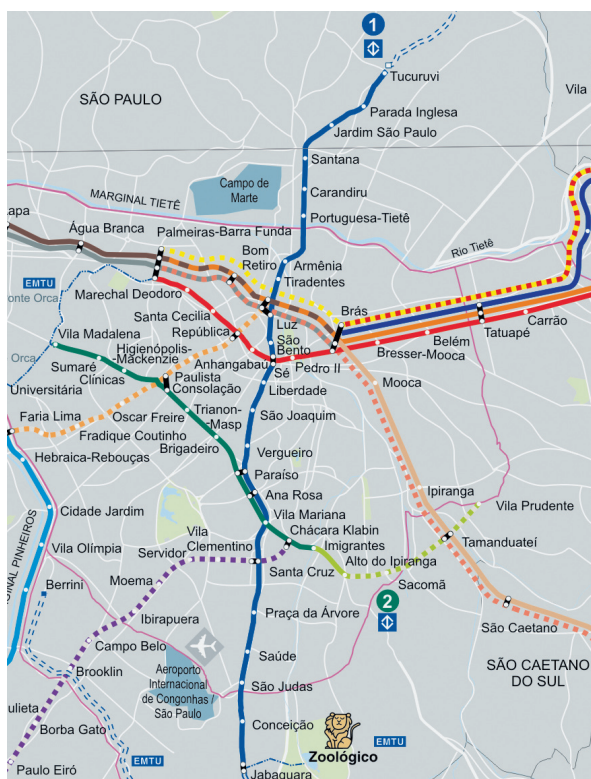 1
Tucuruvi
SÃO PAULO
Vila
Parada Inglesa
Jardim São Paulo
Santana
Campo de
Marte
Carandiru
MARGINAL TIETÊ
Portuguesa-Tietê
apa
Água Branca
Palmeiras-Barra Funda
Rio Tietê
Bom
Retiro
Armênia
Tiradentes
EMTU
onte Orca
Marechal Deodoro
Brás
Santa Cecilia
República
Luz
Carrão
Tatuapé
Vila Madalena
São
Bento
Belém
Bresser-Mooca
Higienópolis-
-Mackenzie
Anhangabau
Pedro II
Orca
Sumaré
Clínicas
Sé
Paulista
Consolação
Mooca
Universitária
Liberdade
Faria Lima
Oscar Freire
Trianon-
Masp
São Joaquim
Fradique Coutinho
Brigadeiro
Hebraica-Rebouças
Vergueiro
Paraíso
Ana Rosa
Ipiranga
Vila Prudente
Cidade Jardim
Vila Mariana
Chácara Klabin
Vila
Clementino
Imigrantes
Tamanduateí
GINAL PINHEIROS
Vila Olímpia
Servidor
Alto do Ipiranga
Santa Cruz
Sacomã
Berrini
Moema
2
Praça da Árvore
Ibirapuera
São Caetano
Campo Belo
Saúde
SÃO CAETANO
DO SUL
Brooklin
Aeroporto
Internacional
de Congonhas /
São Paulo
São Judas
ulieta
Borba Gato
Conceição
EMTU
Zoológico
EMTU
Paulo Eiró
Jabaquara